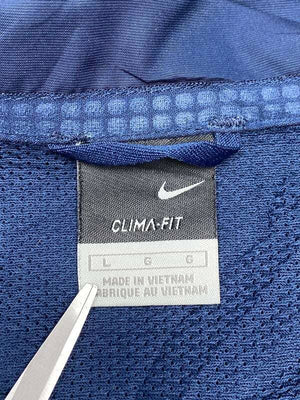 CLIMA-FIT
L G G
MADE IN VIETNAM
FABRIQUE AU VIETNAM